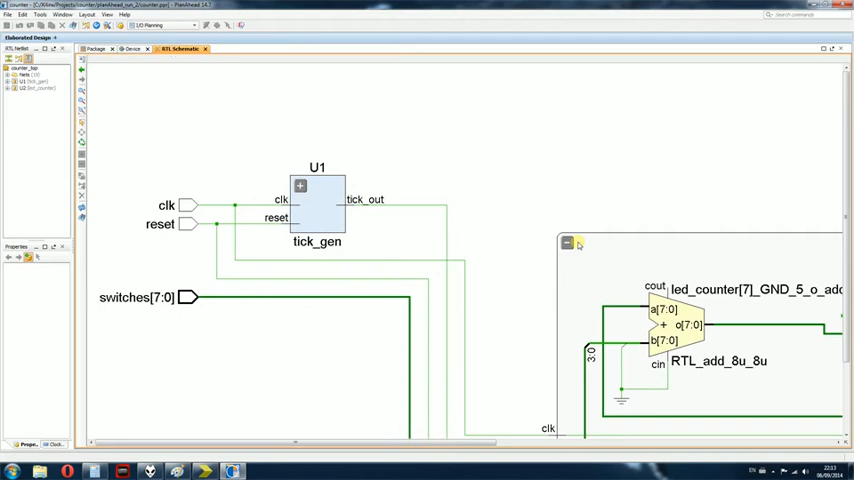 counter - [C:/Xilinx/Projects/counter/planAhead_run_2/counter.ppr] - PlanAhead 14.7
File Edit Tools Window Layout View Help
Search commands
I/O Planning
Elaborated Design
RTL Netlist
Package Device RTL Schematic
counter_top
Nets (19)
U1 (tick_gen)
U2 (led_counter)
U1
clk clk tick_out
reset reset
tick_gen
Properties
switches[7:0]
cout led_counter[7]_GND_5_o_add
a[7:0]
+ o[7:0]
b[7:0]
3:0
cin RTL_add_8u_8u
clk
Prope... Clock...
EN 22:13
06/09/2014